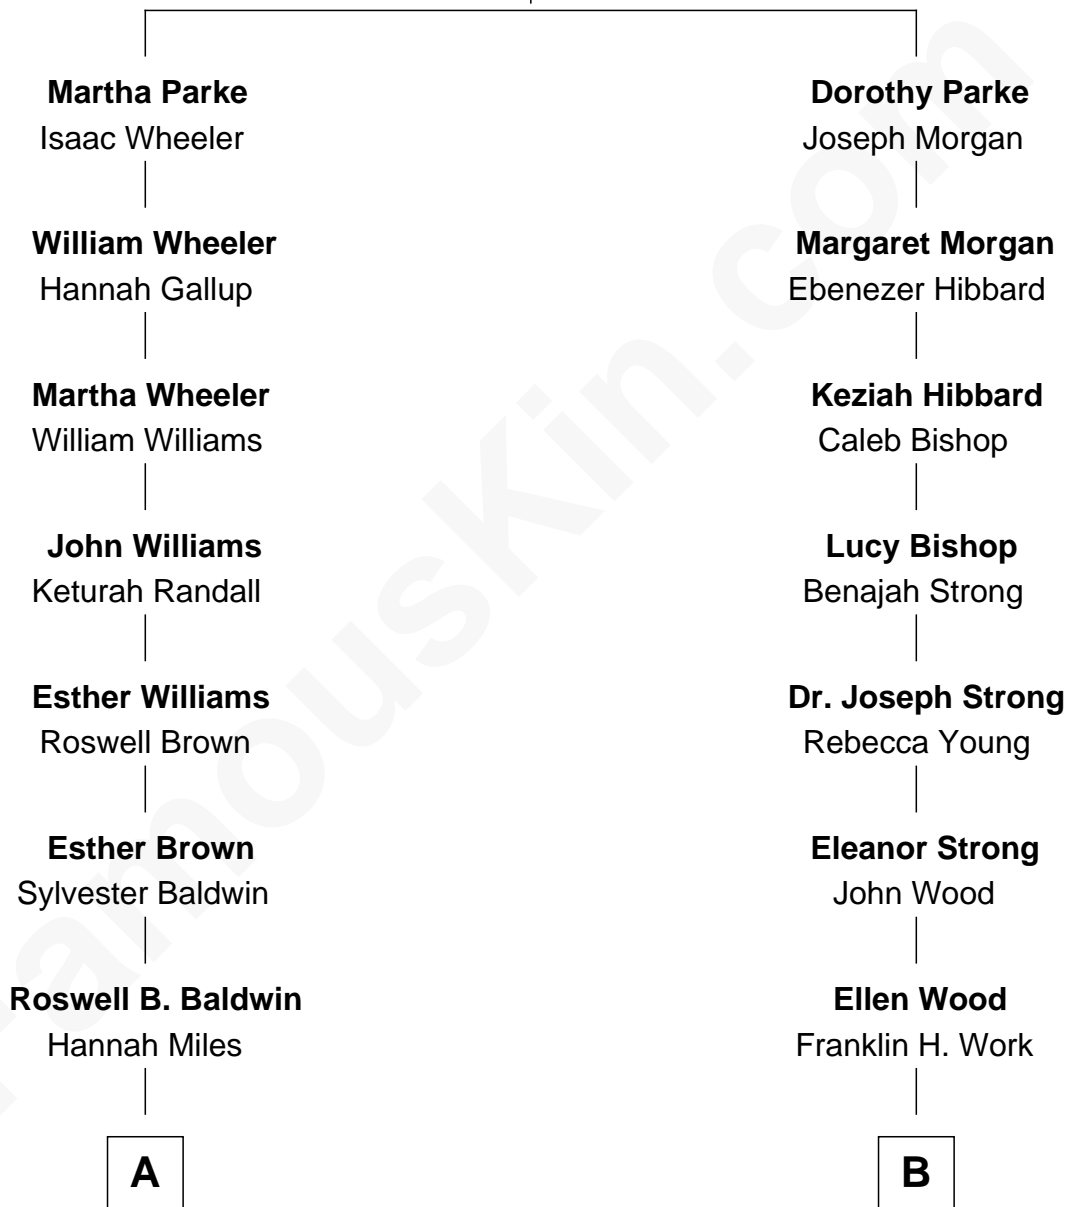 Martha Parke
Isaac Wheeler
William Wheeler
Hannah Gallup
Martha Wheeler
William Williams
John Williams
Keturah Randall
Esther Williams
Roswell Brown
Esther Brown
Sylvester Baldwin
Roswell B. Baldwin
Hannah Miles
A
Dorothy Parke
Joseph Morgan
Margaret Morgan
Ebenezer Hibbard
Keziah Hibbard
Caleb Bishop
Lucy Bishop
Benajah Strong
Dr. Joseph Strong
Rebecca Young
Eleanor Strong
John Wood
Ellen Wood
Franklin H. Work
B
FamousKin.com